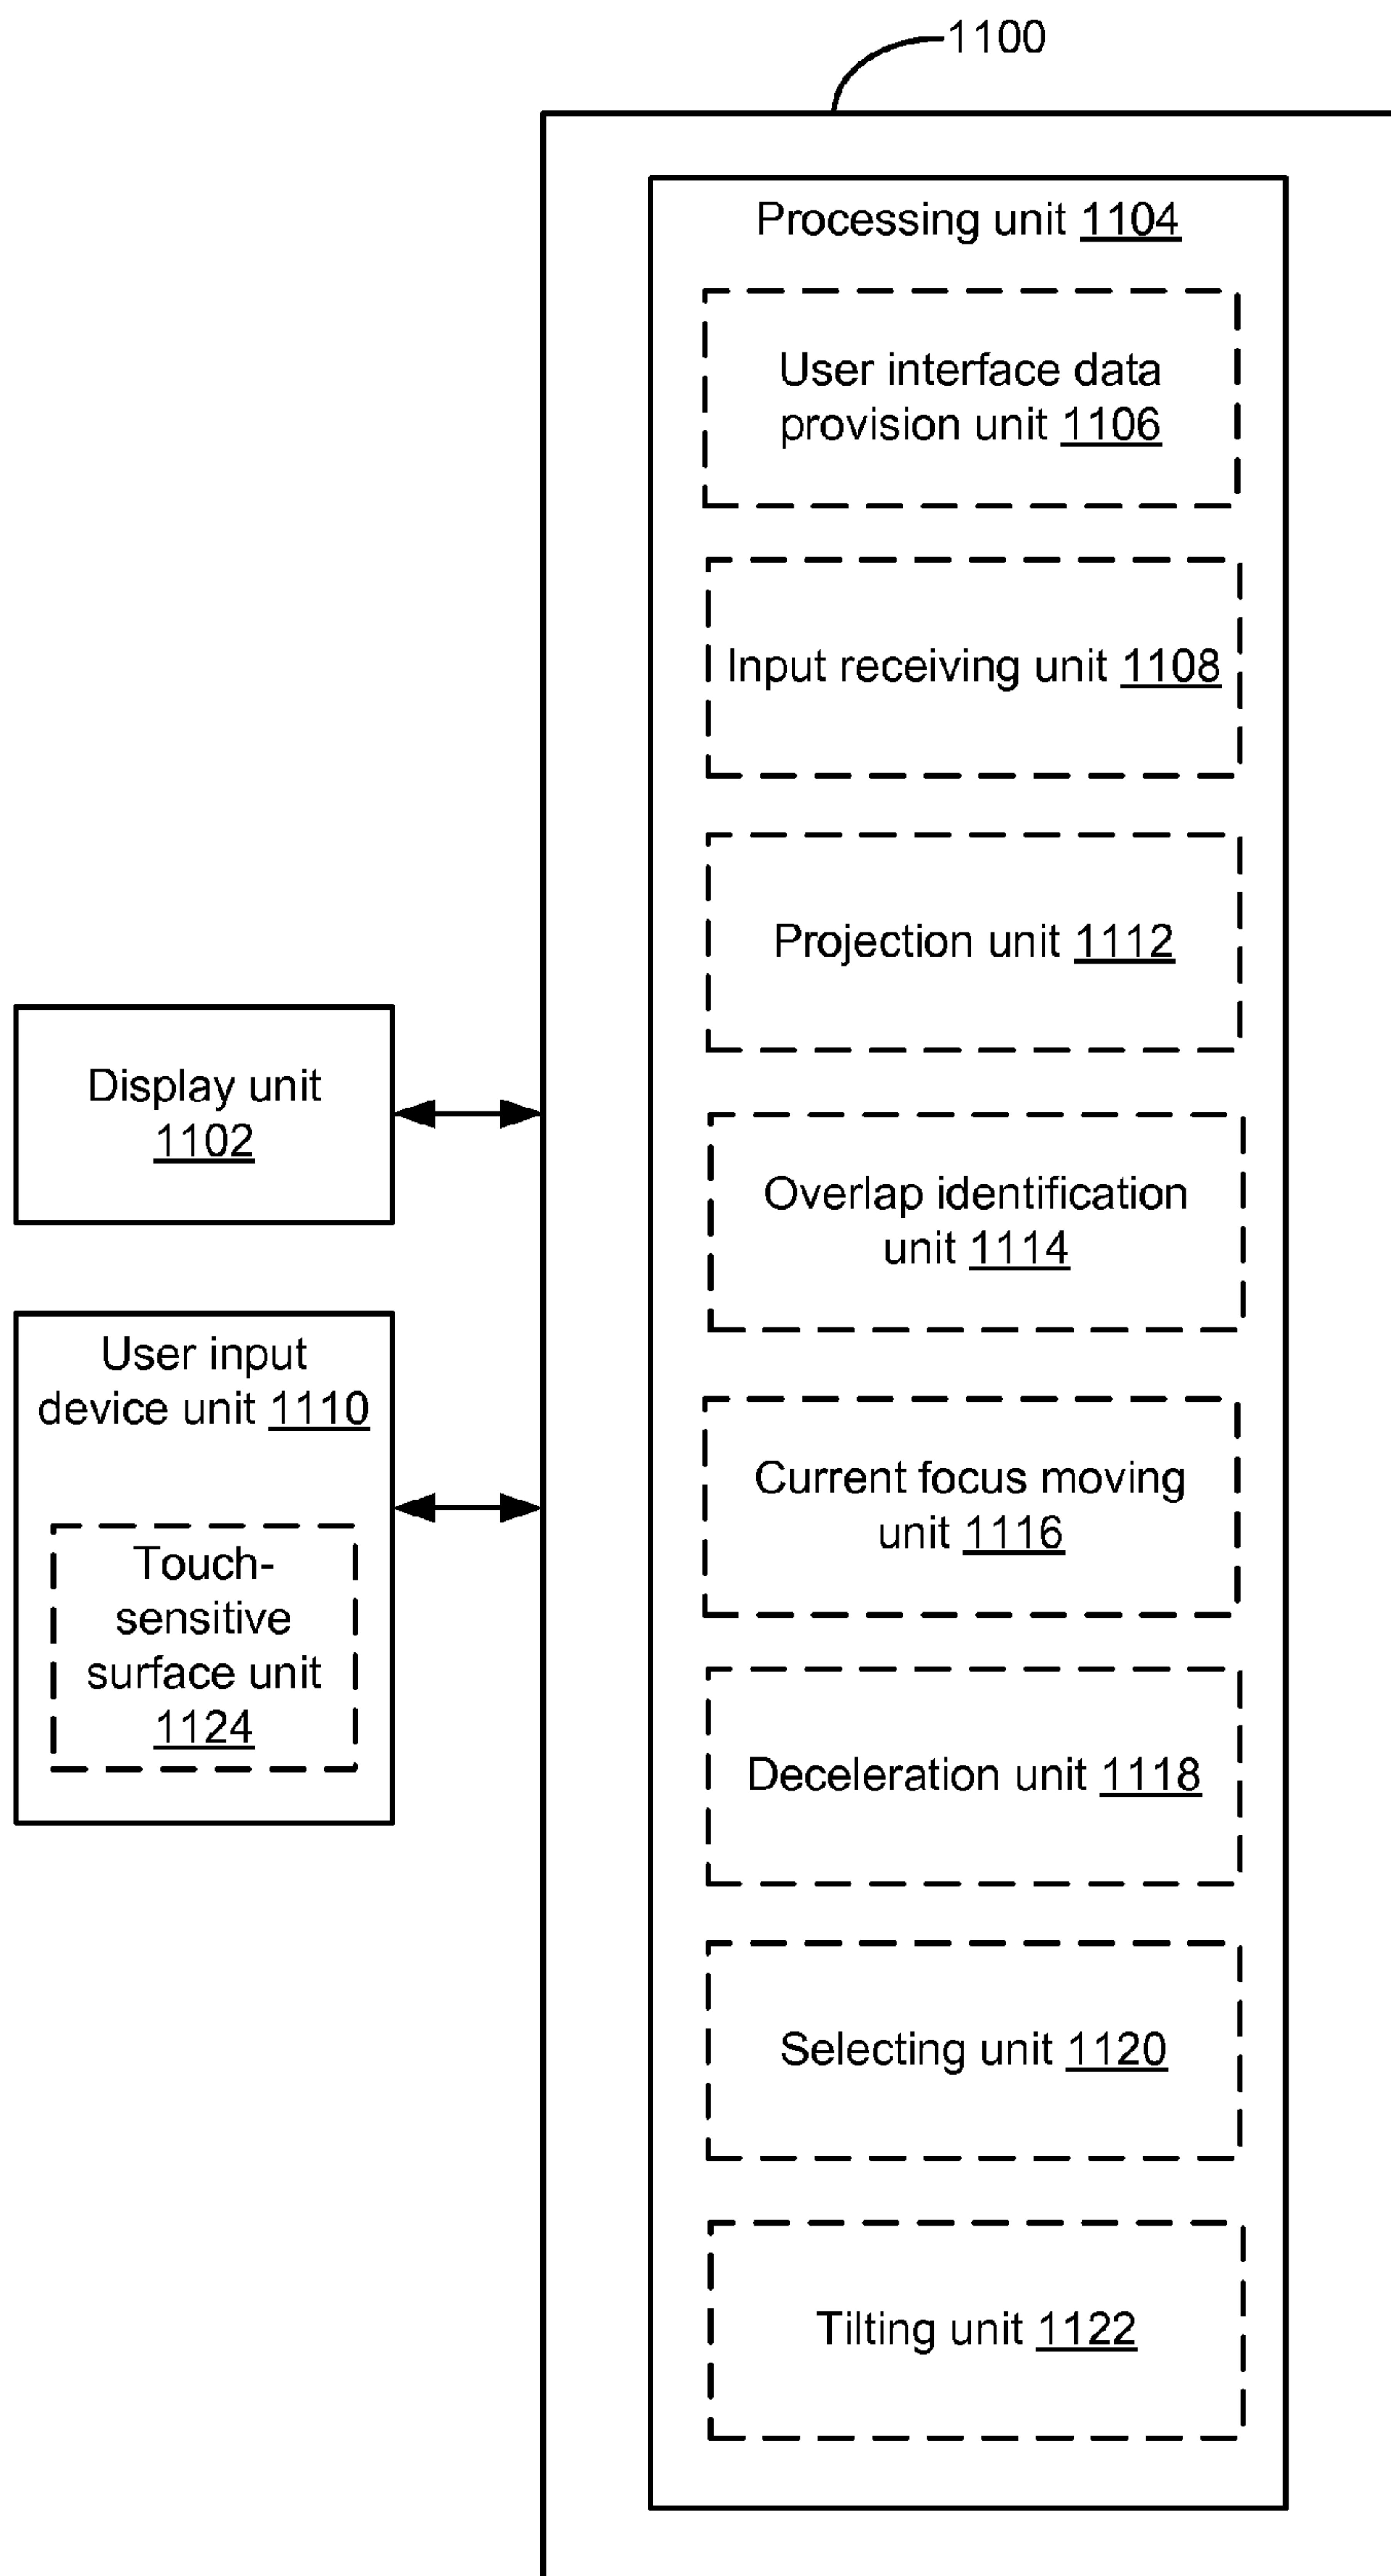 1100
Processing unit 1104
User interface data
provision unit 1106
Input receiving unit 1108
Projection unit 1112
Display unit
1102
Overlap identification
unit 1114
User input
device unit 1110
Touch-
sensitive
surface unit
1124
Current focus moving
unit 1116
Deceleration unit 1118
Selecting unit 1120
Tilting unit 1122